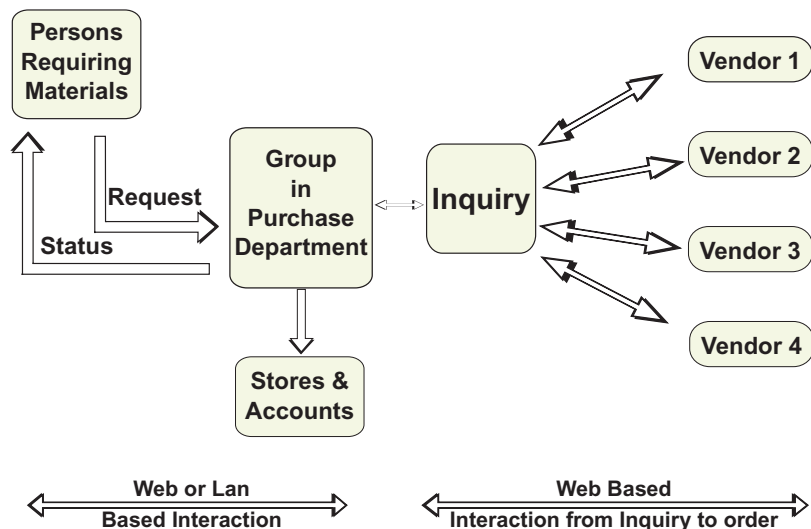 Persons
Requiring
Materials
Request
Status
Group
in
Purchase
Department
Stores &
Accounts
Inquiry
Vendor 1
Vendor 2
Vendor 3
Vendor 4
Web or Lan
Based Interaction
Web Based
Interaction from Inquiry to order